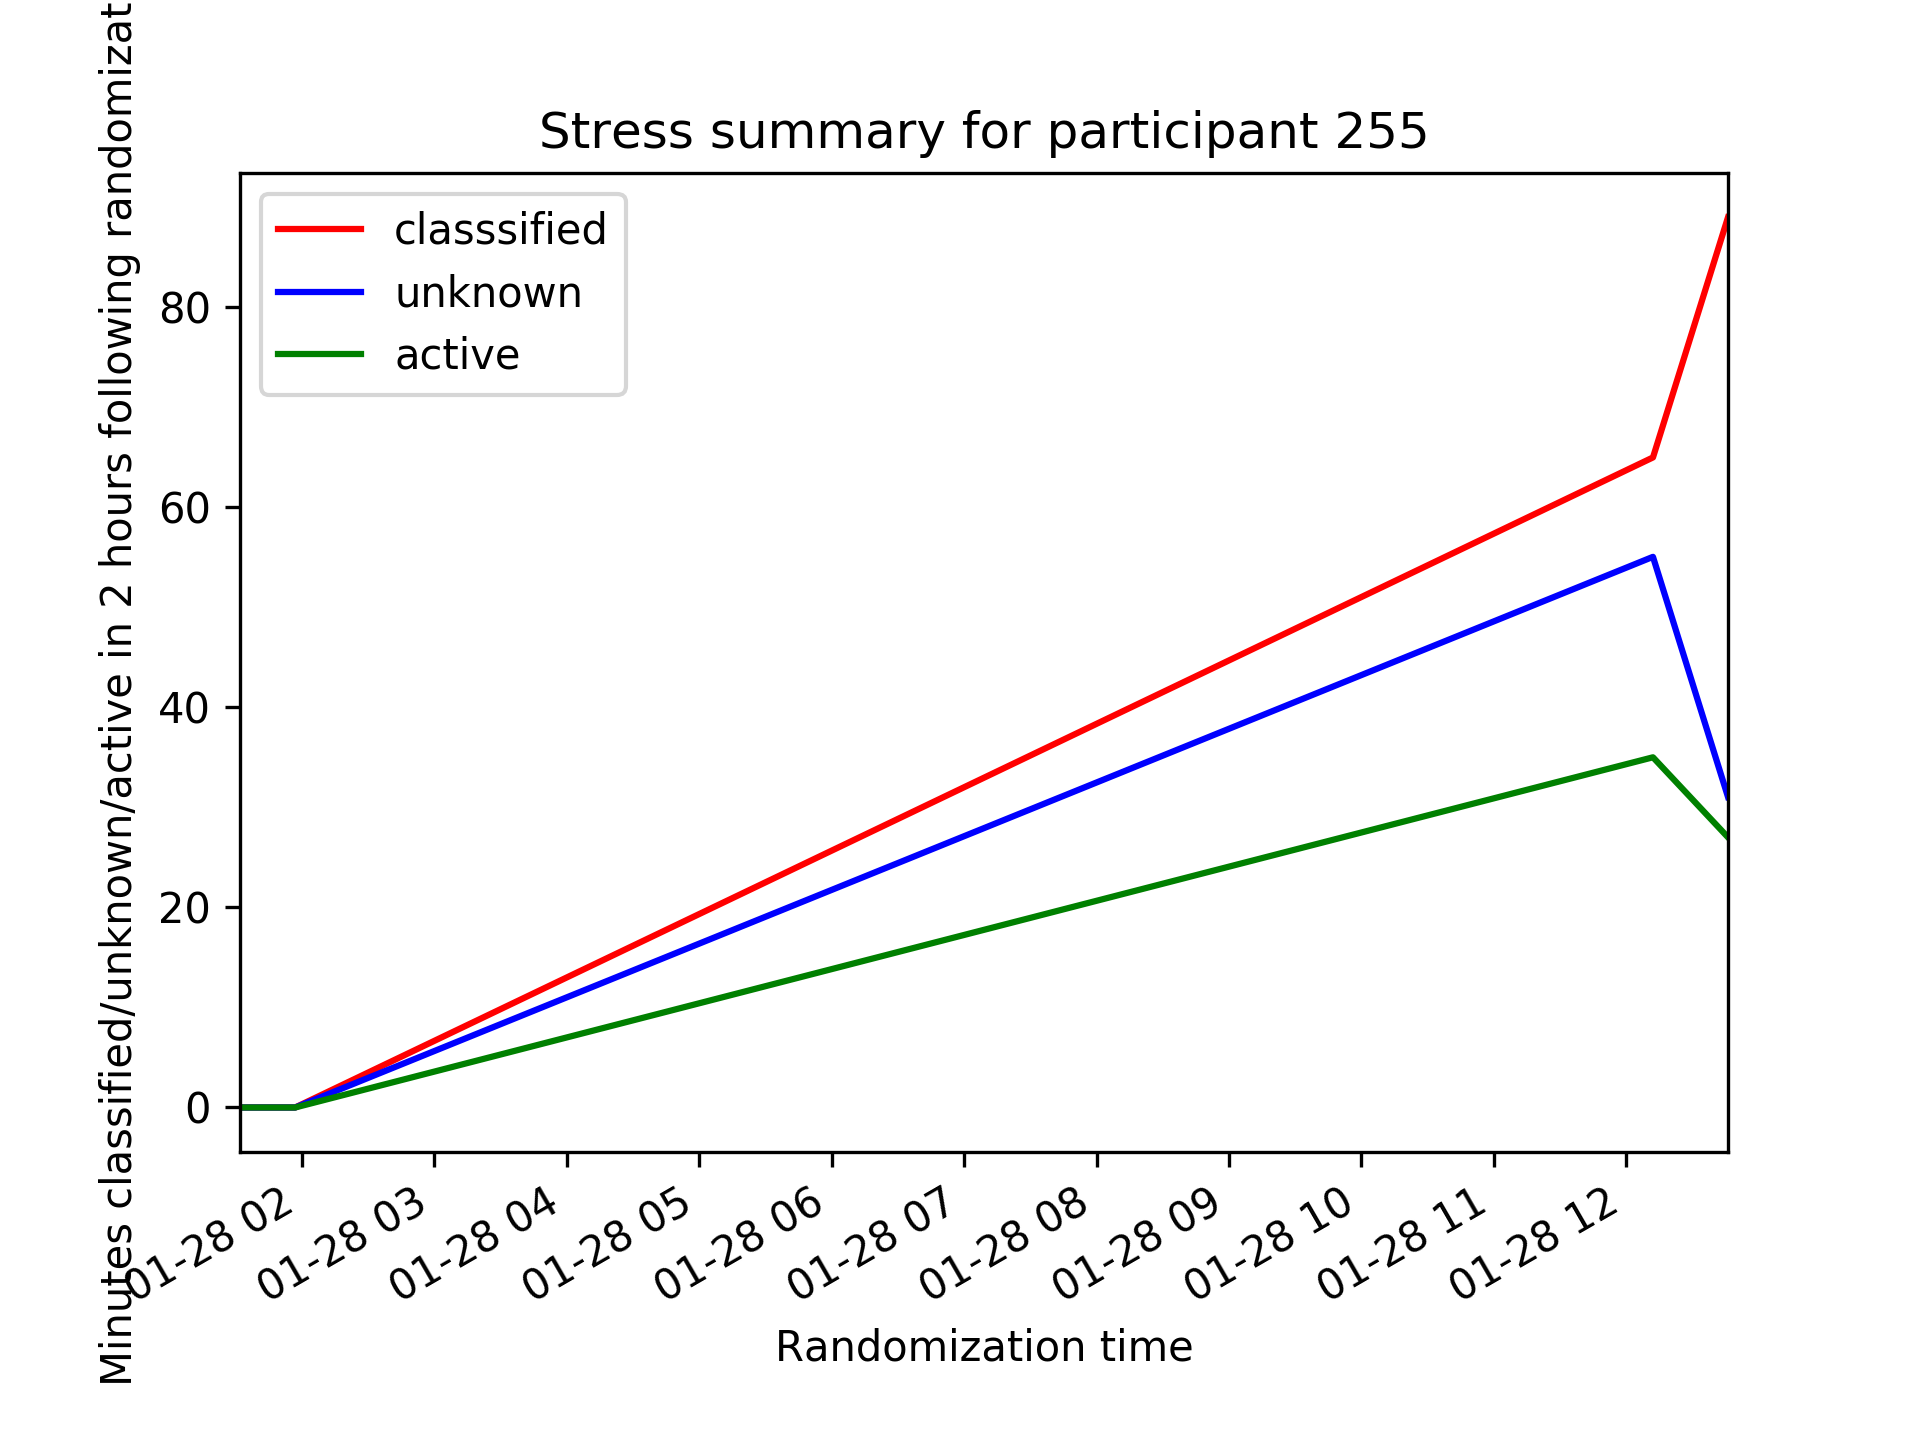 Stress summary for participant 255
classsified
unknown
active
Minutes classified/unknown/active in 2 hours following randomizat
80
60
40
20
0
01-28 02
01-28 03
01-28 04
01-28 05
01-28 06
01-28 07
01-28 08
01-28 09
01-28 10
01-28 11
01-28 12
Randomization time